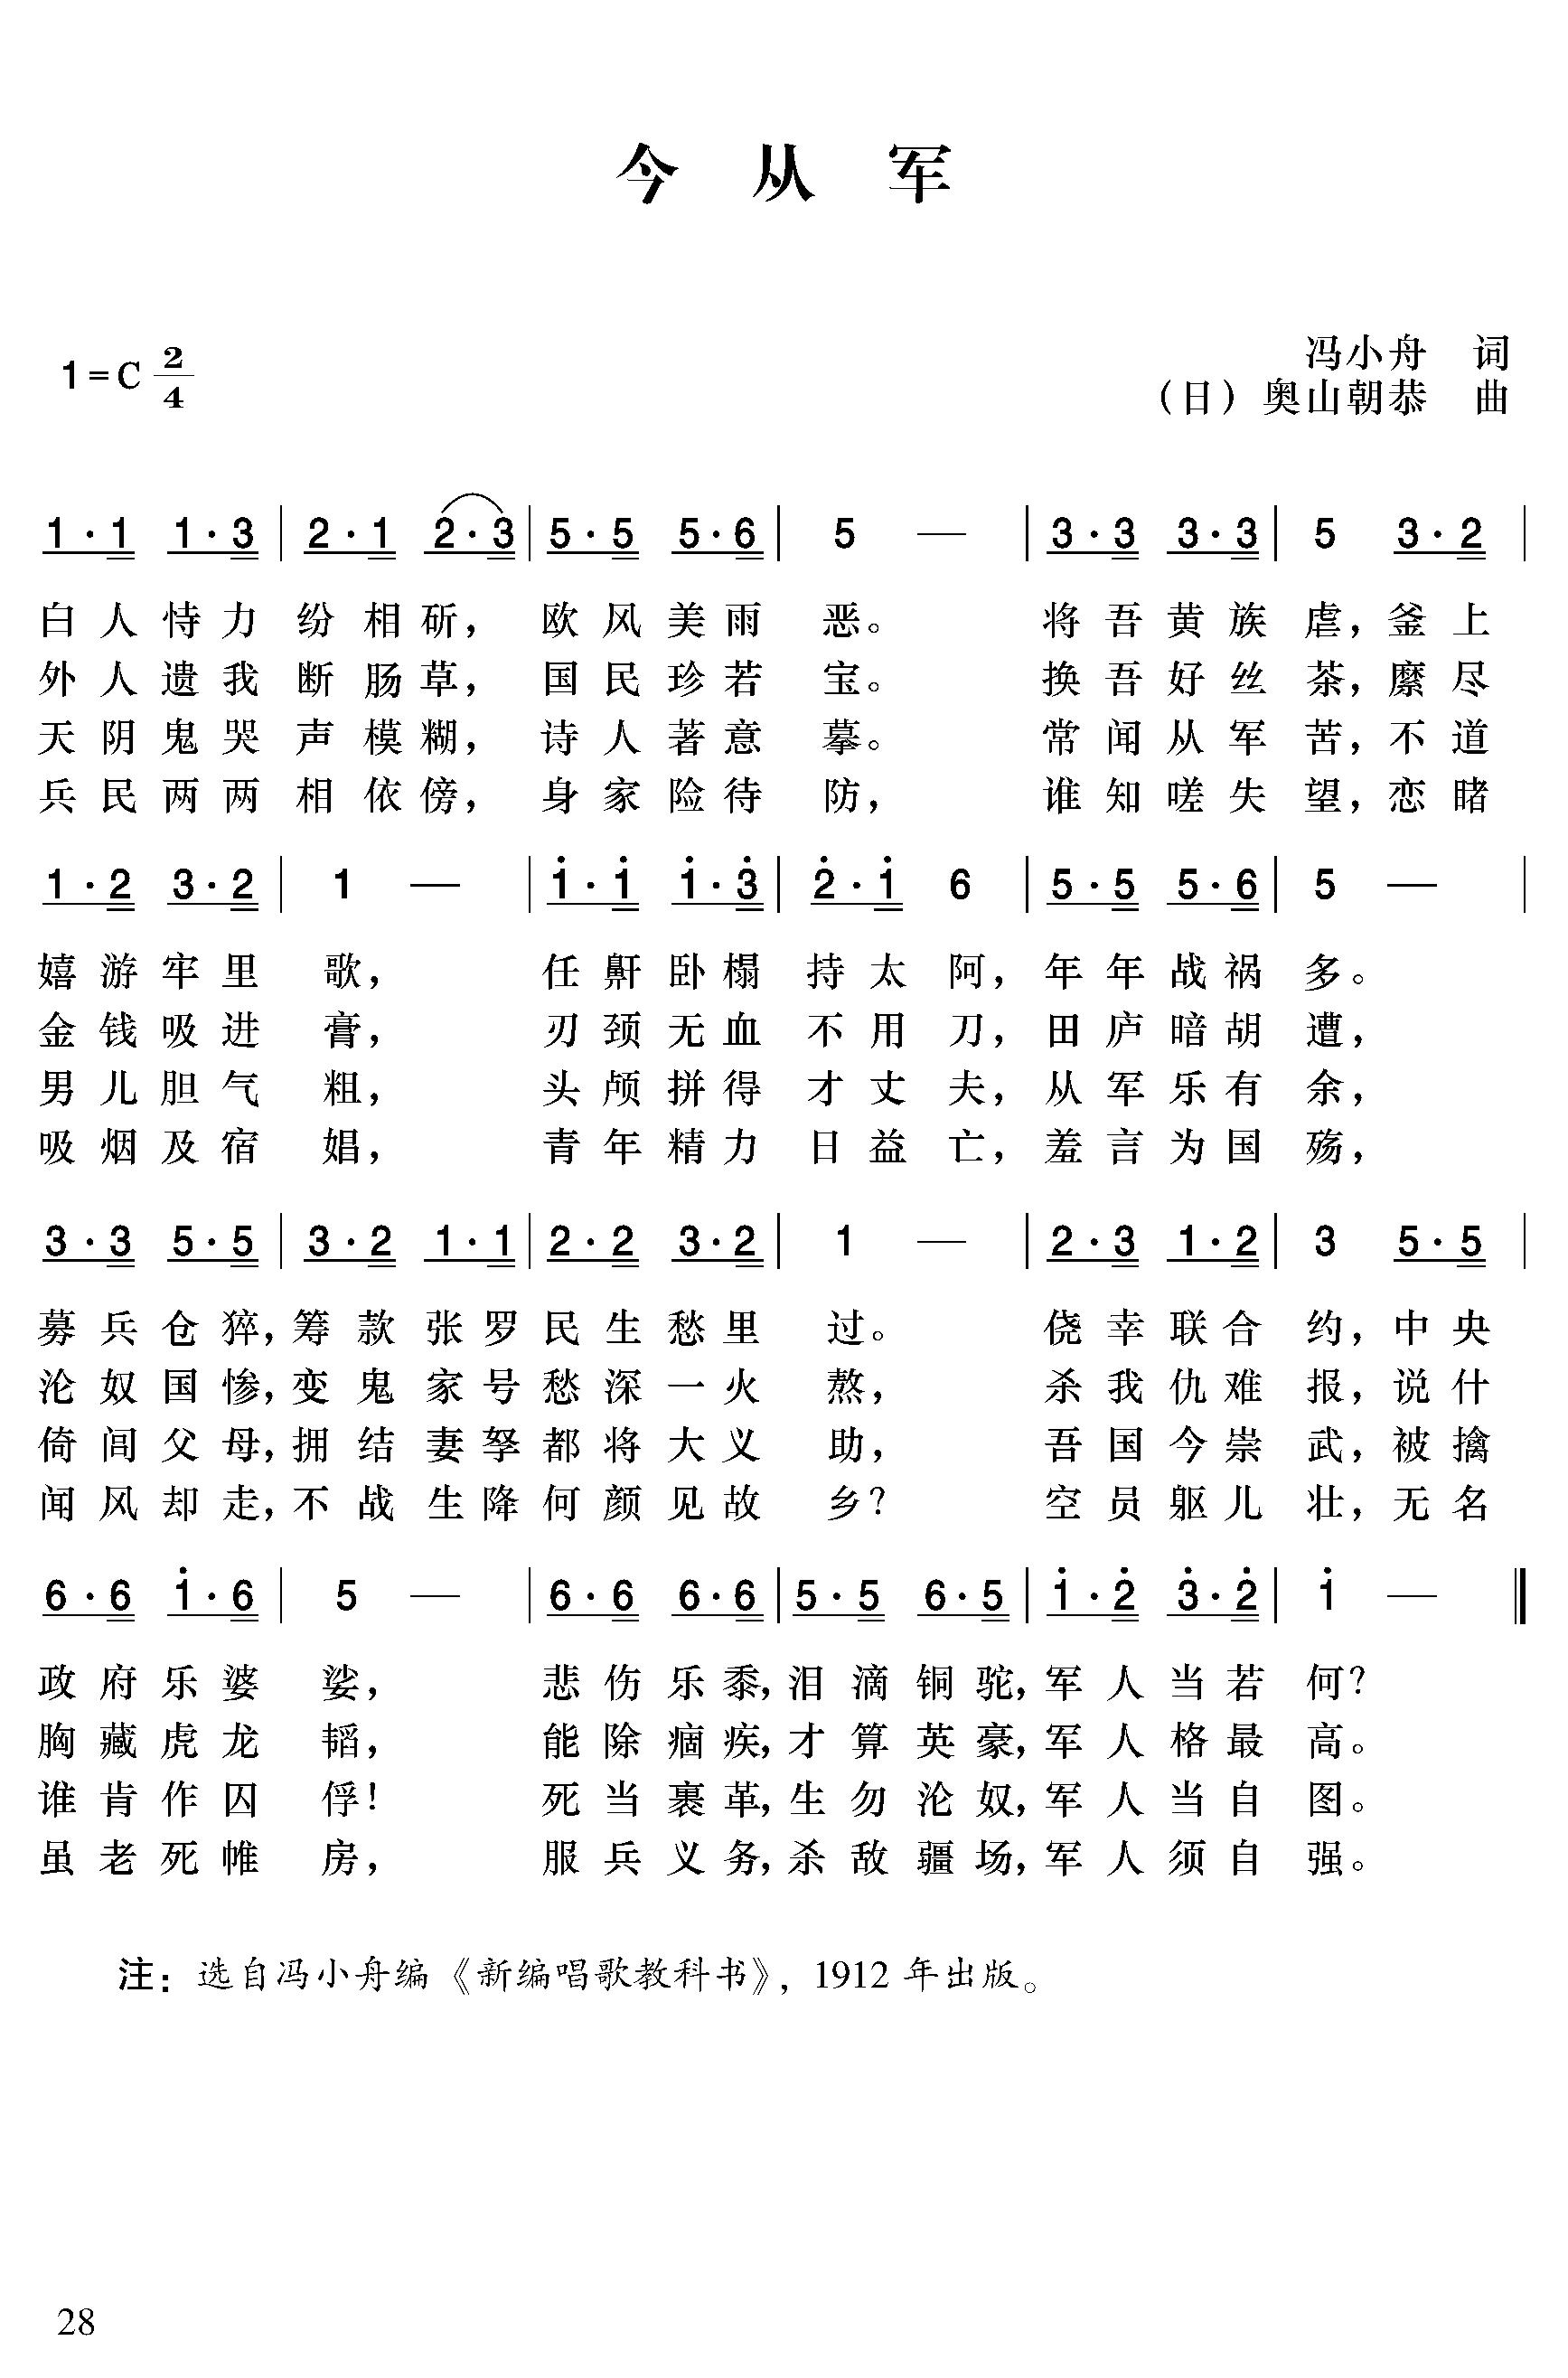 今 从 军
1=C 2/4
冯小舟 词
（日）奥山朝恭 曲
1·1 1·3 | 2·1 2·3 | 5·5 5·6 | 5 — | 3·3 3·3 | 5 3·2 |
白人恃力纷相斫，欧风美雨恶。将吾黄族虐，釜上
外人遗我断肠草，国民珍若宝。换吾好丝茶，縻尽
天阴鬼哭声模糊，诗人著意摹。常闻从军苦，不道
兵民两两相依傍，身家险待防，谁知嗟失望，恋赌
1·2 3·2 | 1 — | 1̇·1̇ 1̇·3̇ | 2̇·1̇ 6 | 5·5 5·6 | 5 — |
嬉游牢里歌，任鼾卧榻持太阿，年年战祸多。
金钱吸进膏，刃颈无血不用刀，田庐暗胡遭，
男儿胆气粗，头颅拼得才丈夫，从军乐有余，
吸烟及宿娼，青年精力日益亡，羞言为国殇，
3·3 5·5 | 3·2 1·1 | 2·2 3·2 | 1 — | 2·3 1·2 | 3 5·5 |
募兵仓猝，筹款张罗民生愁里过。侥幸联合约，中央
沦奴国惨，变鬼家号愁深一火熬，杀我仇难报，说什
倚闾父母，拥结妻孥都将大义助，吾国今崇武，被擒
闻风却走，不战生降何颜见故乡？空员躯儿壮，无名
6·6 1̇·6 | 5 — | 6·6 6·6 | 5·5 6·5 | 1̇·2̇ 3̇·2̇ | 1̇ — ‖
政府乐婆娑，悲伤乐黍，泪滴铜驼，军人当若何？
胸藏虎龙韬，能除痼疾，才算英豪，军人格最高。
谁肯作囚俘！死当裹革，生勿沦奴，军人当自图。
虽老死帷房，服兵义务，杀敌疆场，军人须自强。
注：选自冯小舟编《新编唱歌教科书》，1912 年出版。
28